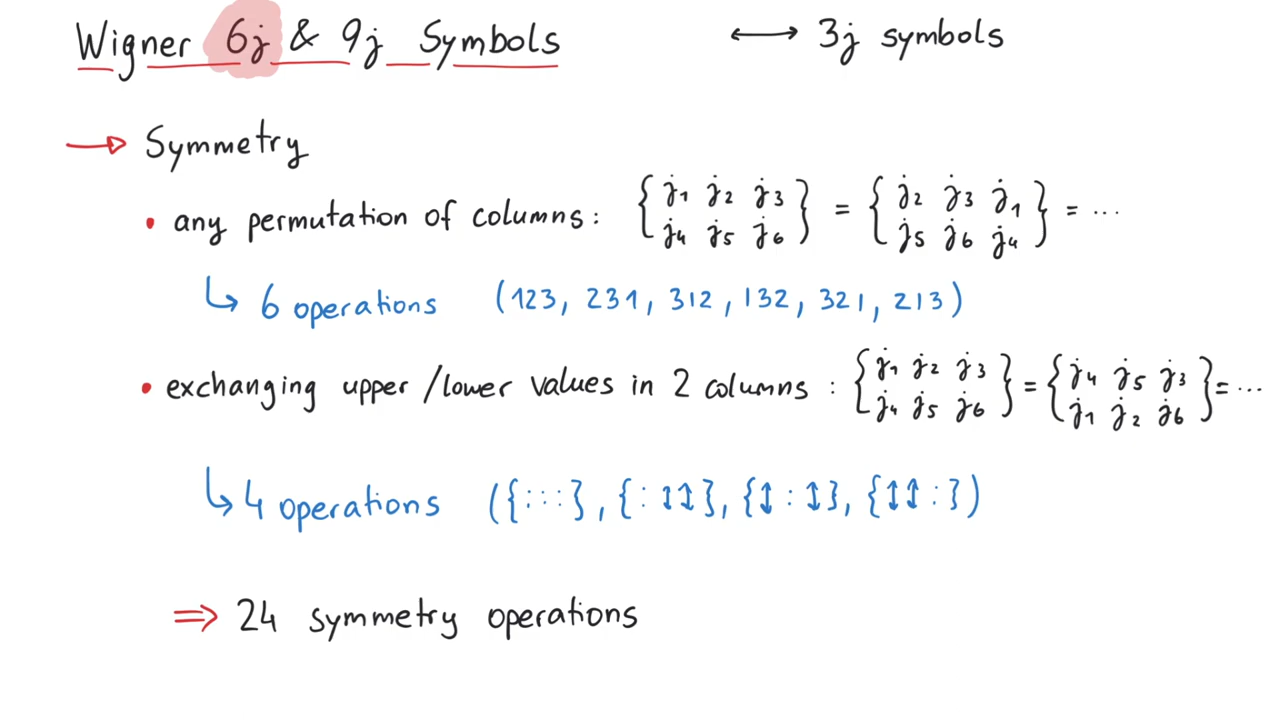 Wigner 6j & 9j Symbols ⟷ 3j symbols
→ Symmetry
• any permutation of columns: {j₁ j₂ j₃ / j₄ j₅ j₆} = {j₂ j₃ j₁ / j₅ j₆ j₄} = ...
↳ 6 operations (123, 231, 312, 132, 321, 213)
• exchanging upper/lower values in 2 columns: {j₁ j₂ j₃ / j₄ j₅ j₆} = {j₄ j₅ j₃ / j₁ j₂ j₆} = ...
↳ 4 operations ({: : :}, {: ↕ ↕}, {↕ : ↕}, {↕ ↕ :})
⇒ 24 symmetry operations